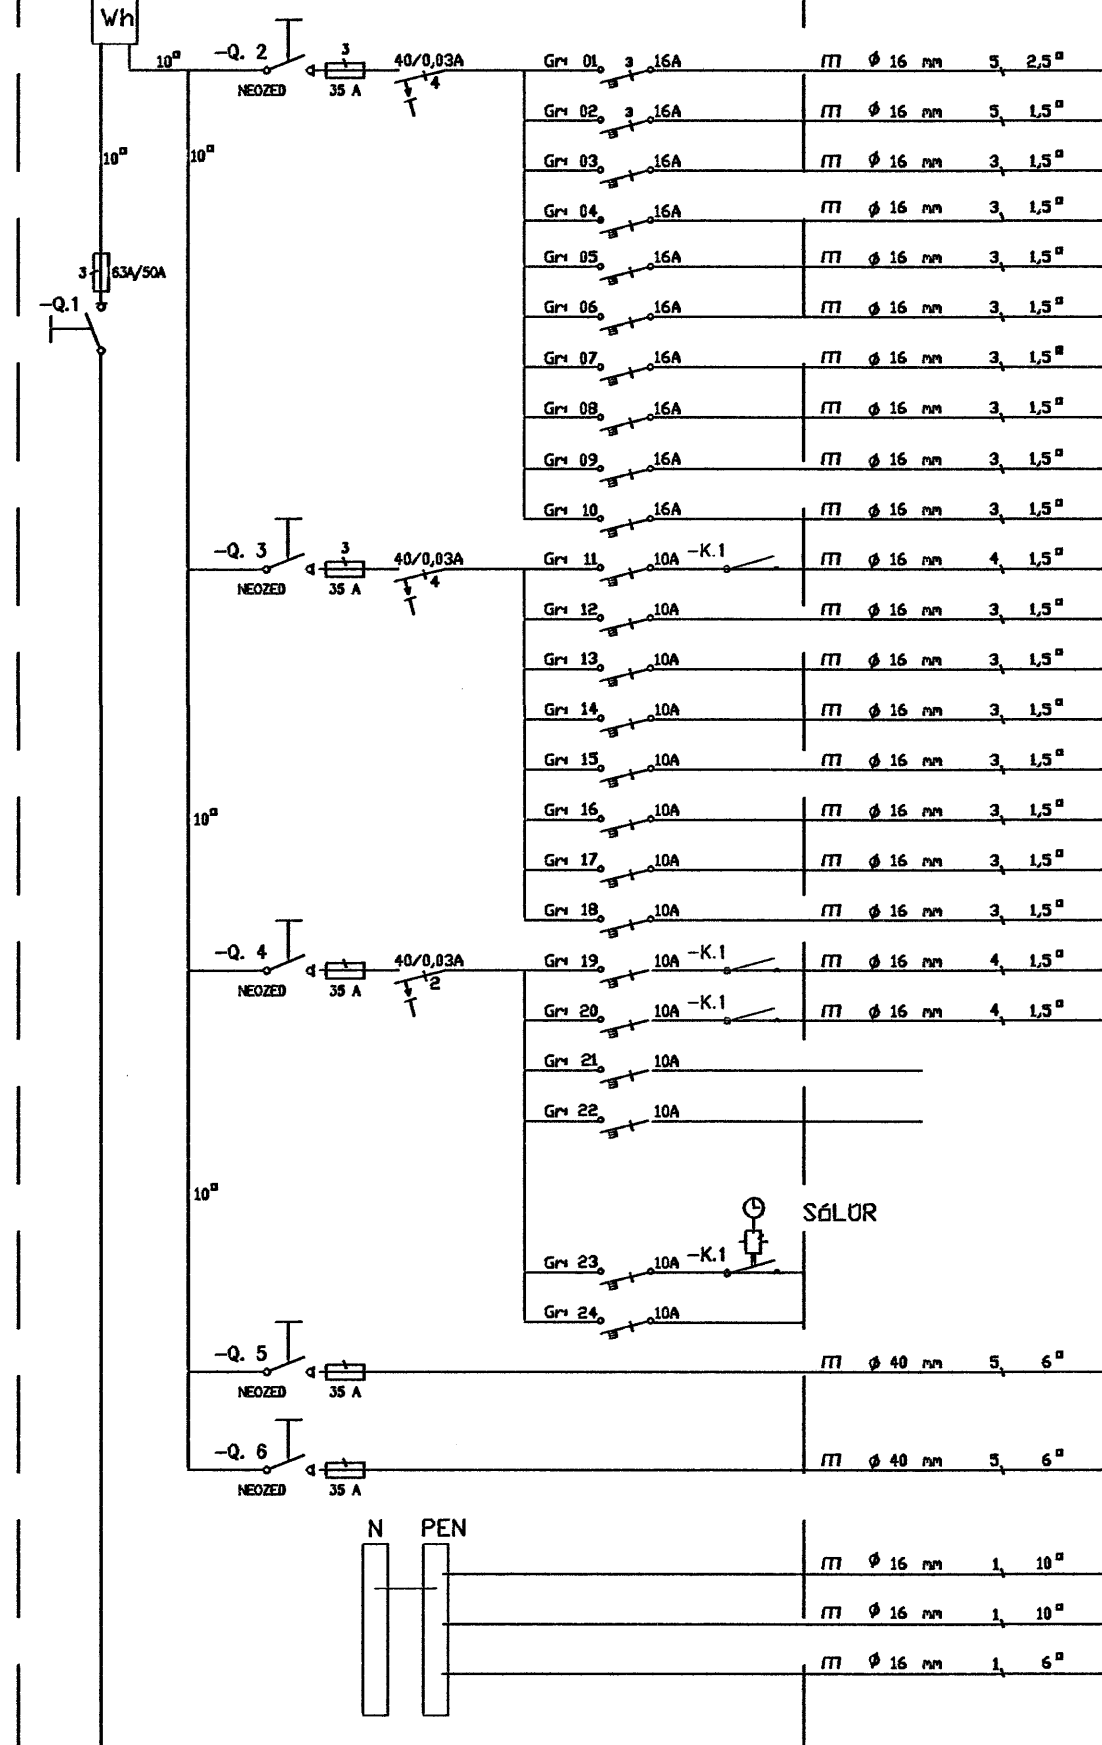 Wh
10□ -Q. 2 NEOZED 3 35 A 40/0,03A 4 Gr. 01 3 16A m ø 16 mm 5 2,5□
Gr. 02 3 16A m ø 16 mm 5 1,5□
10□ 10□ Gr. 03 16A m ø 16 mm 3 1,5□
Gr. 04 16A m ø 16 mm 3 1,5□
3 63A/50A Gr. 05 16A m ø 16 mm 3 1,5□
-Q.1 Gr. 06 16A m ø 16 mm 3 1,5□
Gr. 07 16A m ø 16 mm 3 1,5□
Gr. 08 16A m ø 16 mm 3 1,5□
Gr. 09 16A m ø 16 mm 3 1,5□
Gr. 10 16A m ø 16 mm 3 1,5□
-Q. 3 NEOZED 3 35 A 40/0,03A 4 Gr. 11 10A -K.1 m ø 16 mm 4 1,5□
Gr. 12 10A m ø 16 mm 3 1,5□
Gr. 13 10A m ø 16 mm 3 1,5□
Gr. 14 10A m ø 16 mm 3 1,5□
Gr. 15 10A m ø 16 mm 3 1,5□
10□ Gr. 16 10A m ø 16 mm 3 1,5□
Gr. 17 10A m ø 16 mm 3 1,5□
Gr. 18 10A m ø 16 mm 3 1,5□
-Q. 4 NEOZED 35 A 40/0,03A 2 Gr. 19 10A -K.1 m ø 16 mm 4 1,5□
Gr. 20 10A -K.1 m ø 16 mm 4 1,5□
Gr. 21 10A
Gr. 22 10A
10□ SÓLÚR
Gr. 23 10A -K.1
Gr. 24 10A
-Q. 5 NEOZED 35 A m ø 40 mm 5 6□
-Q. 6 NEOZED 35 A m ø 40 mm 5 6□
N PEN
m ø 16 mm 1 10□
m ø 16 mm 1 10□
m ø 16 mm 1 6□